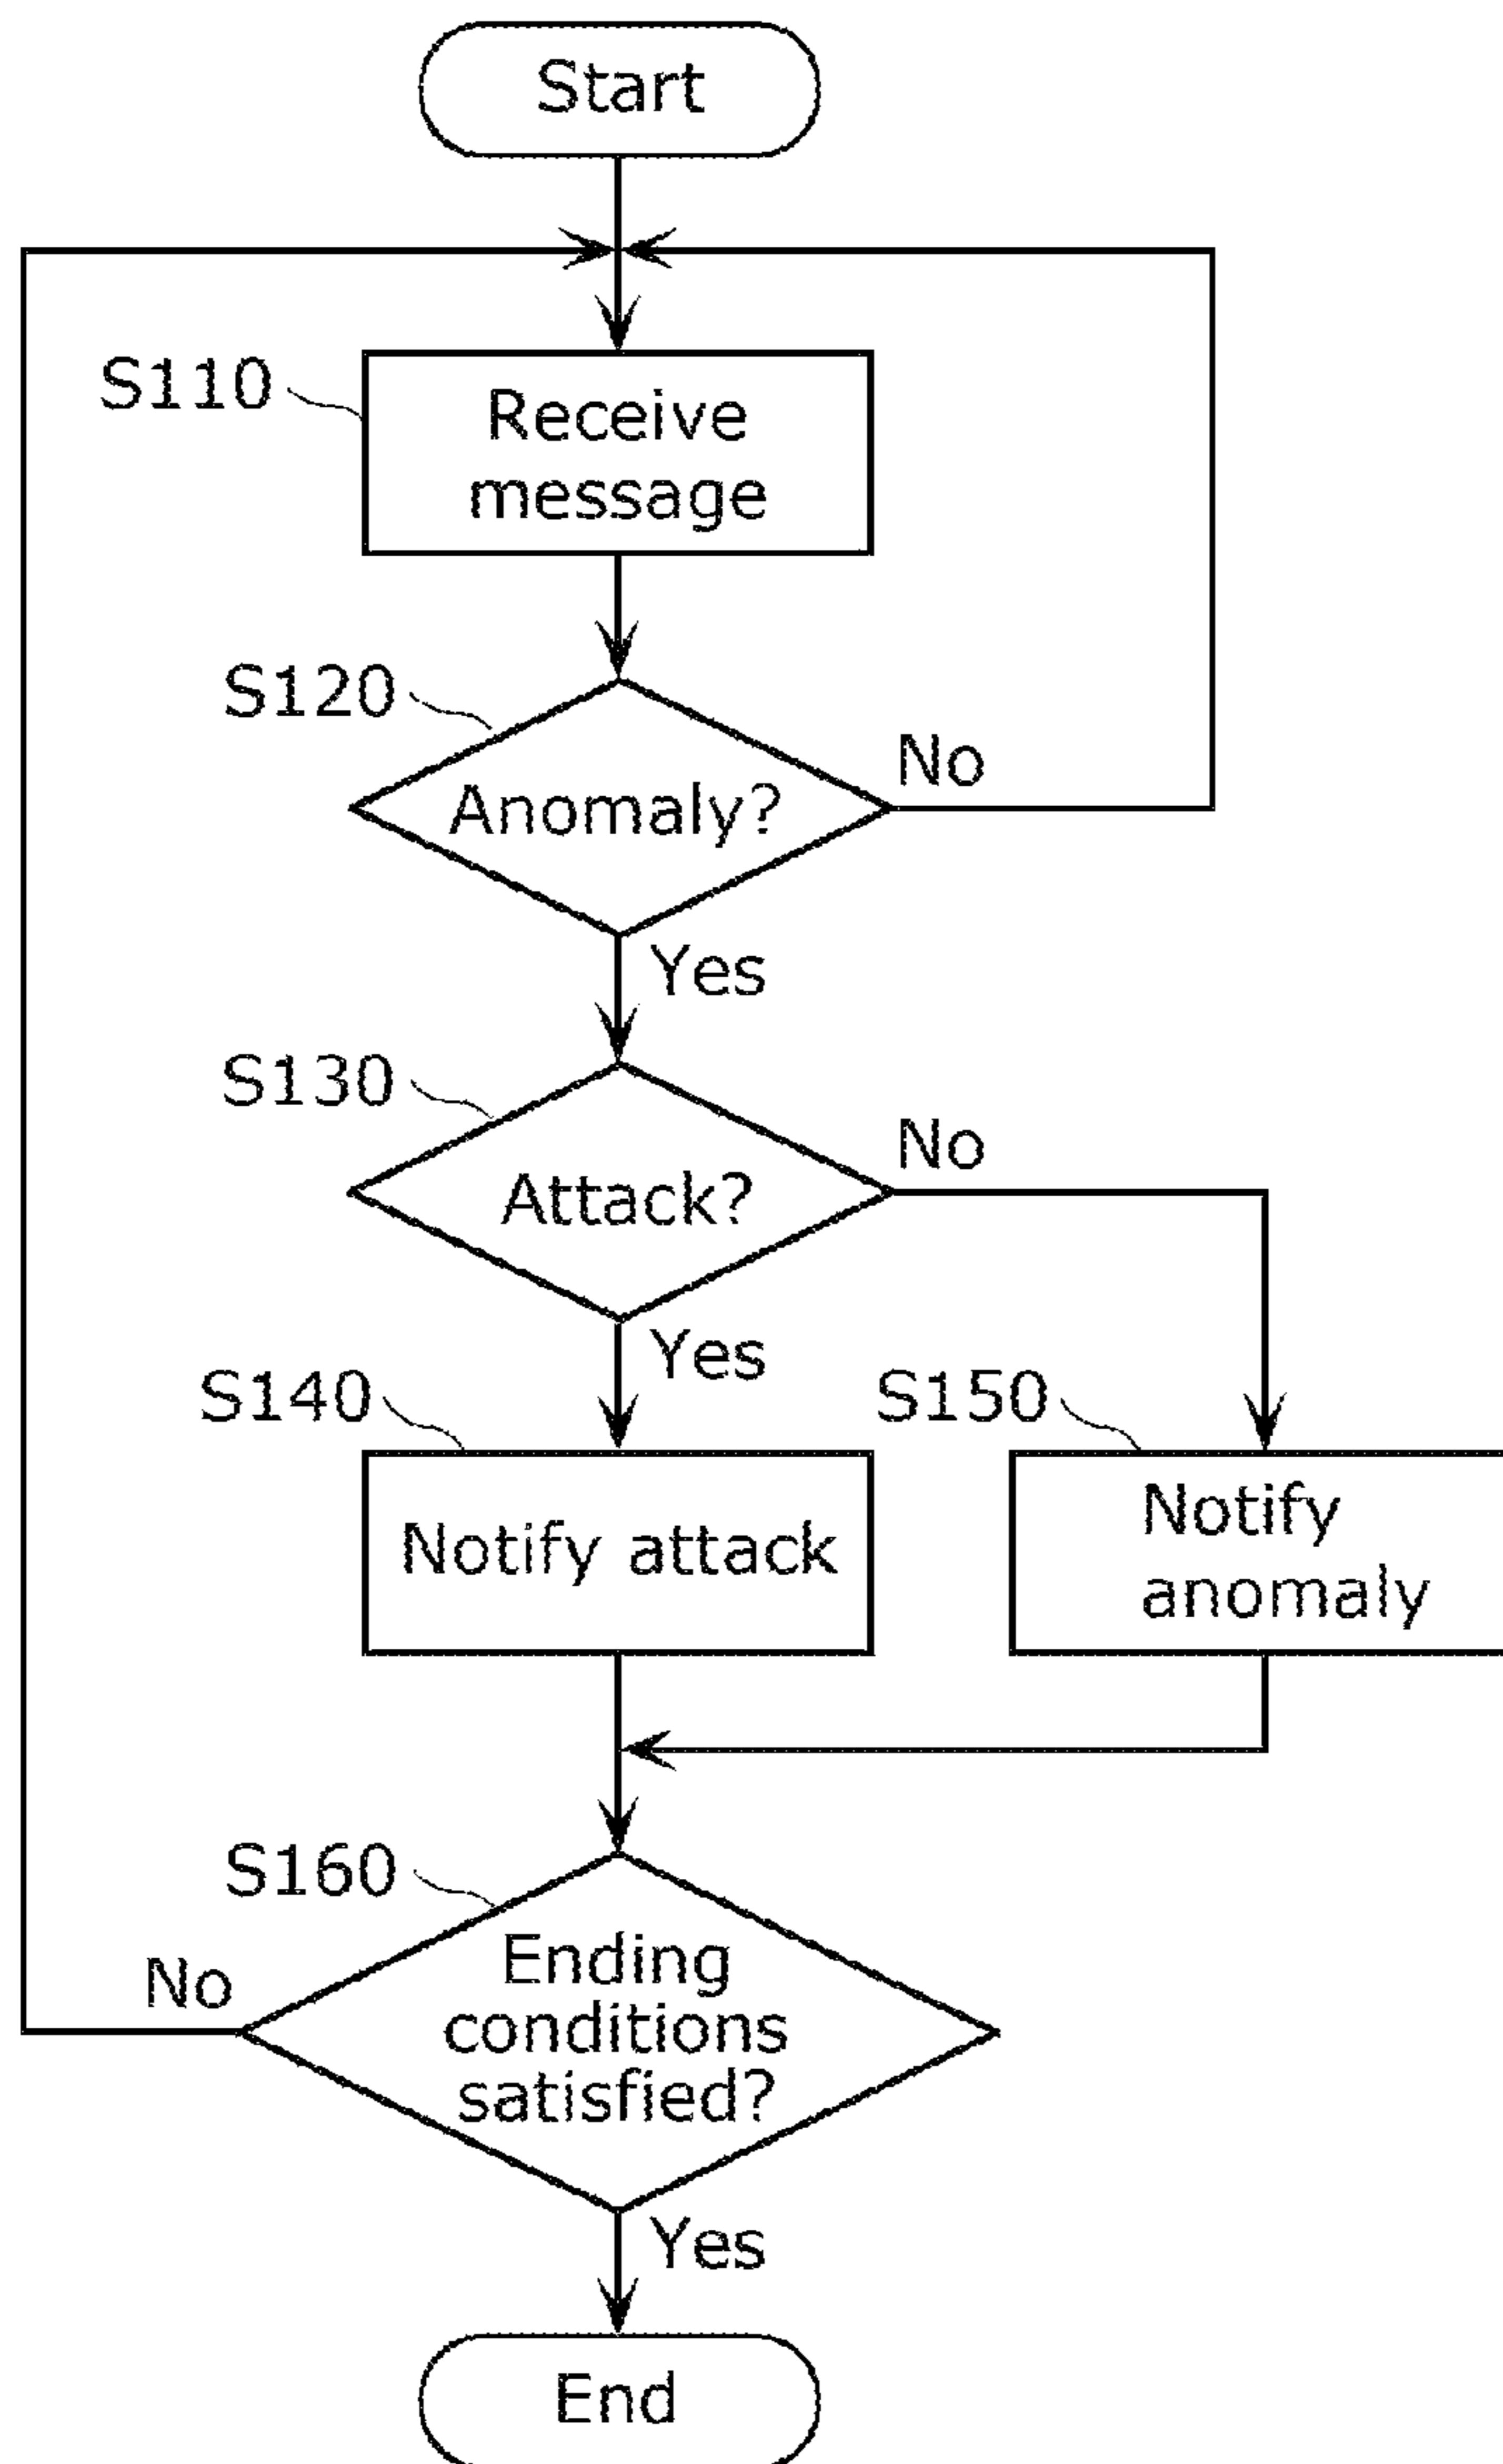 Start
S110
Receive
message
S120
Anomaly?
No
Yes
S130
Attack?
No
Yes
S140
Notify attack
S150
Notify
anomaly
S160
Ending
conditions
satisfied?
No
Yes
End